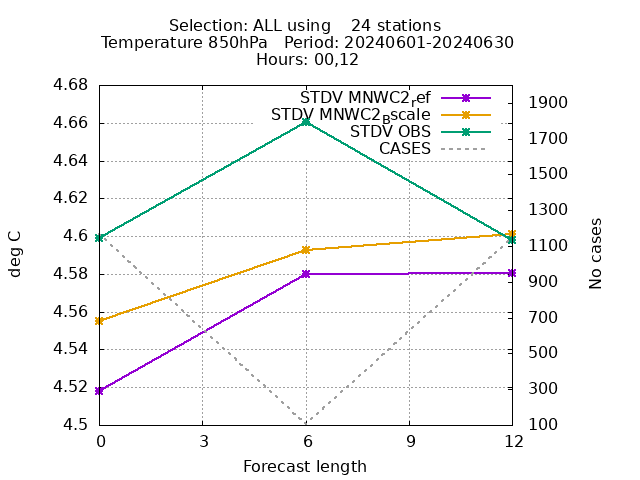 Selection: ALL using    24 stations
Temperature 850hPa   Period: 20240601-20240630
Hours: 00,12
STDV MNWC2_ref
STDV MNWC2_Bscale
STDV OBS
CASES
4.68
4.66
4.64
4.62
4.6
4.58
4.56
4.54
4.52
4.5
deg C
1900
1700
1500
1300
1100
900
700
500
300
100
No cases
0 3 6 9 12
Forecast length